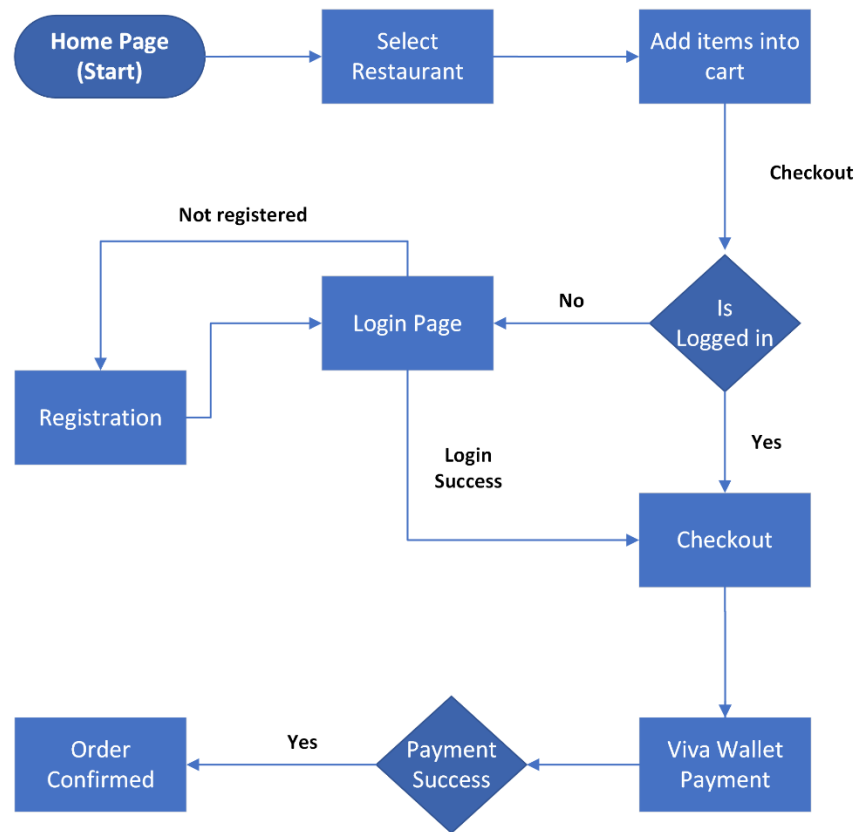 Home Page
(Start)
Select
Restaurant
Add items into
cart
Checkout
Not registered
Login Page
No
Is
Logged in
Registration
Login
Success
Yes
Checkout
Order
Confirmed
Yes
Payment
Success
Viva Wallet
Payment